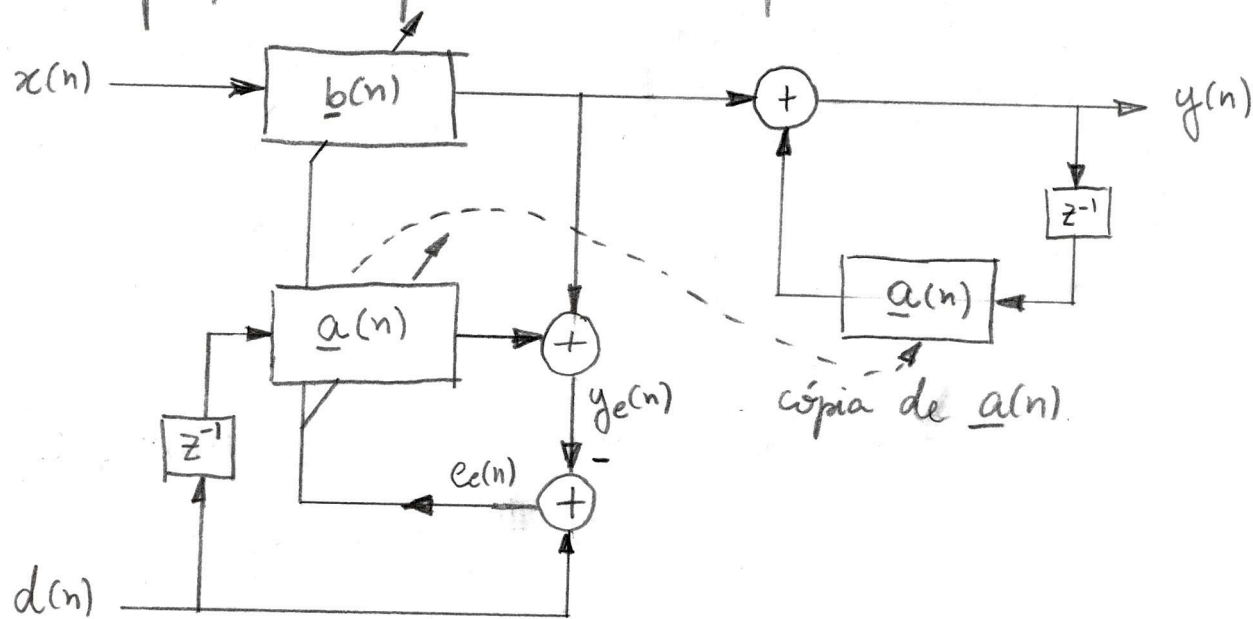 x(n)
b(n)
+
y(n)
z⁻¹
a(n)
a(n)
+
cópia de a(n)
yₑ(n)
z⁻¹
-
eₑ(n)
+
d(n)